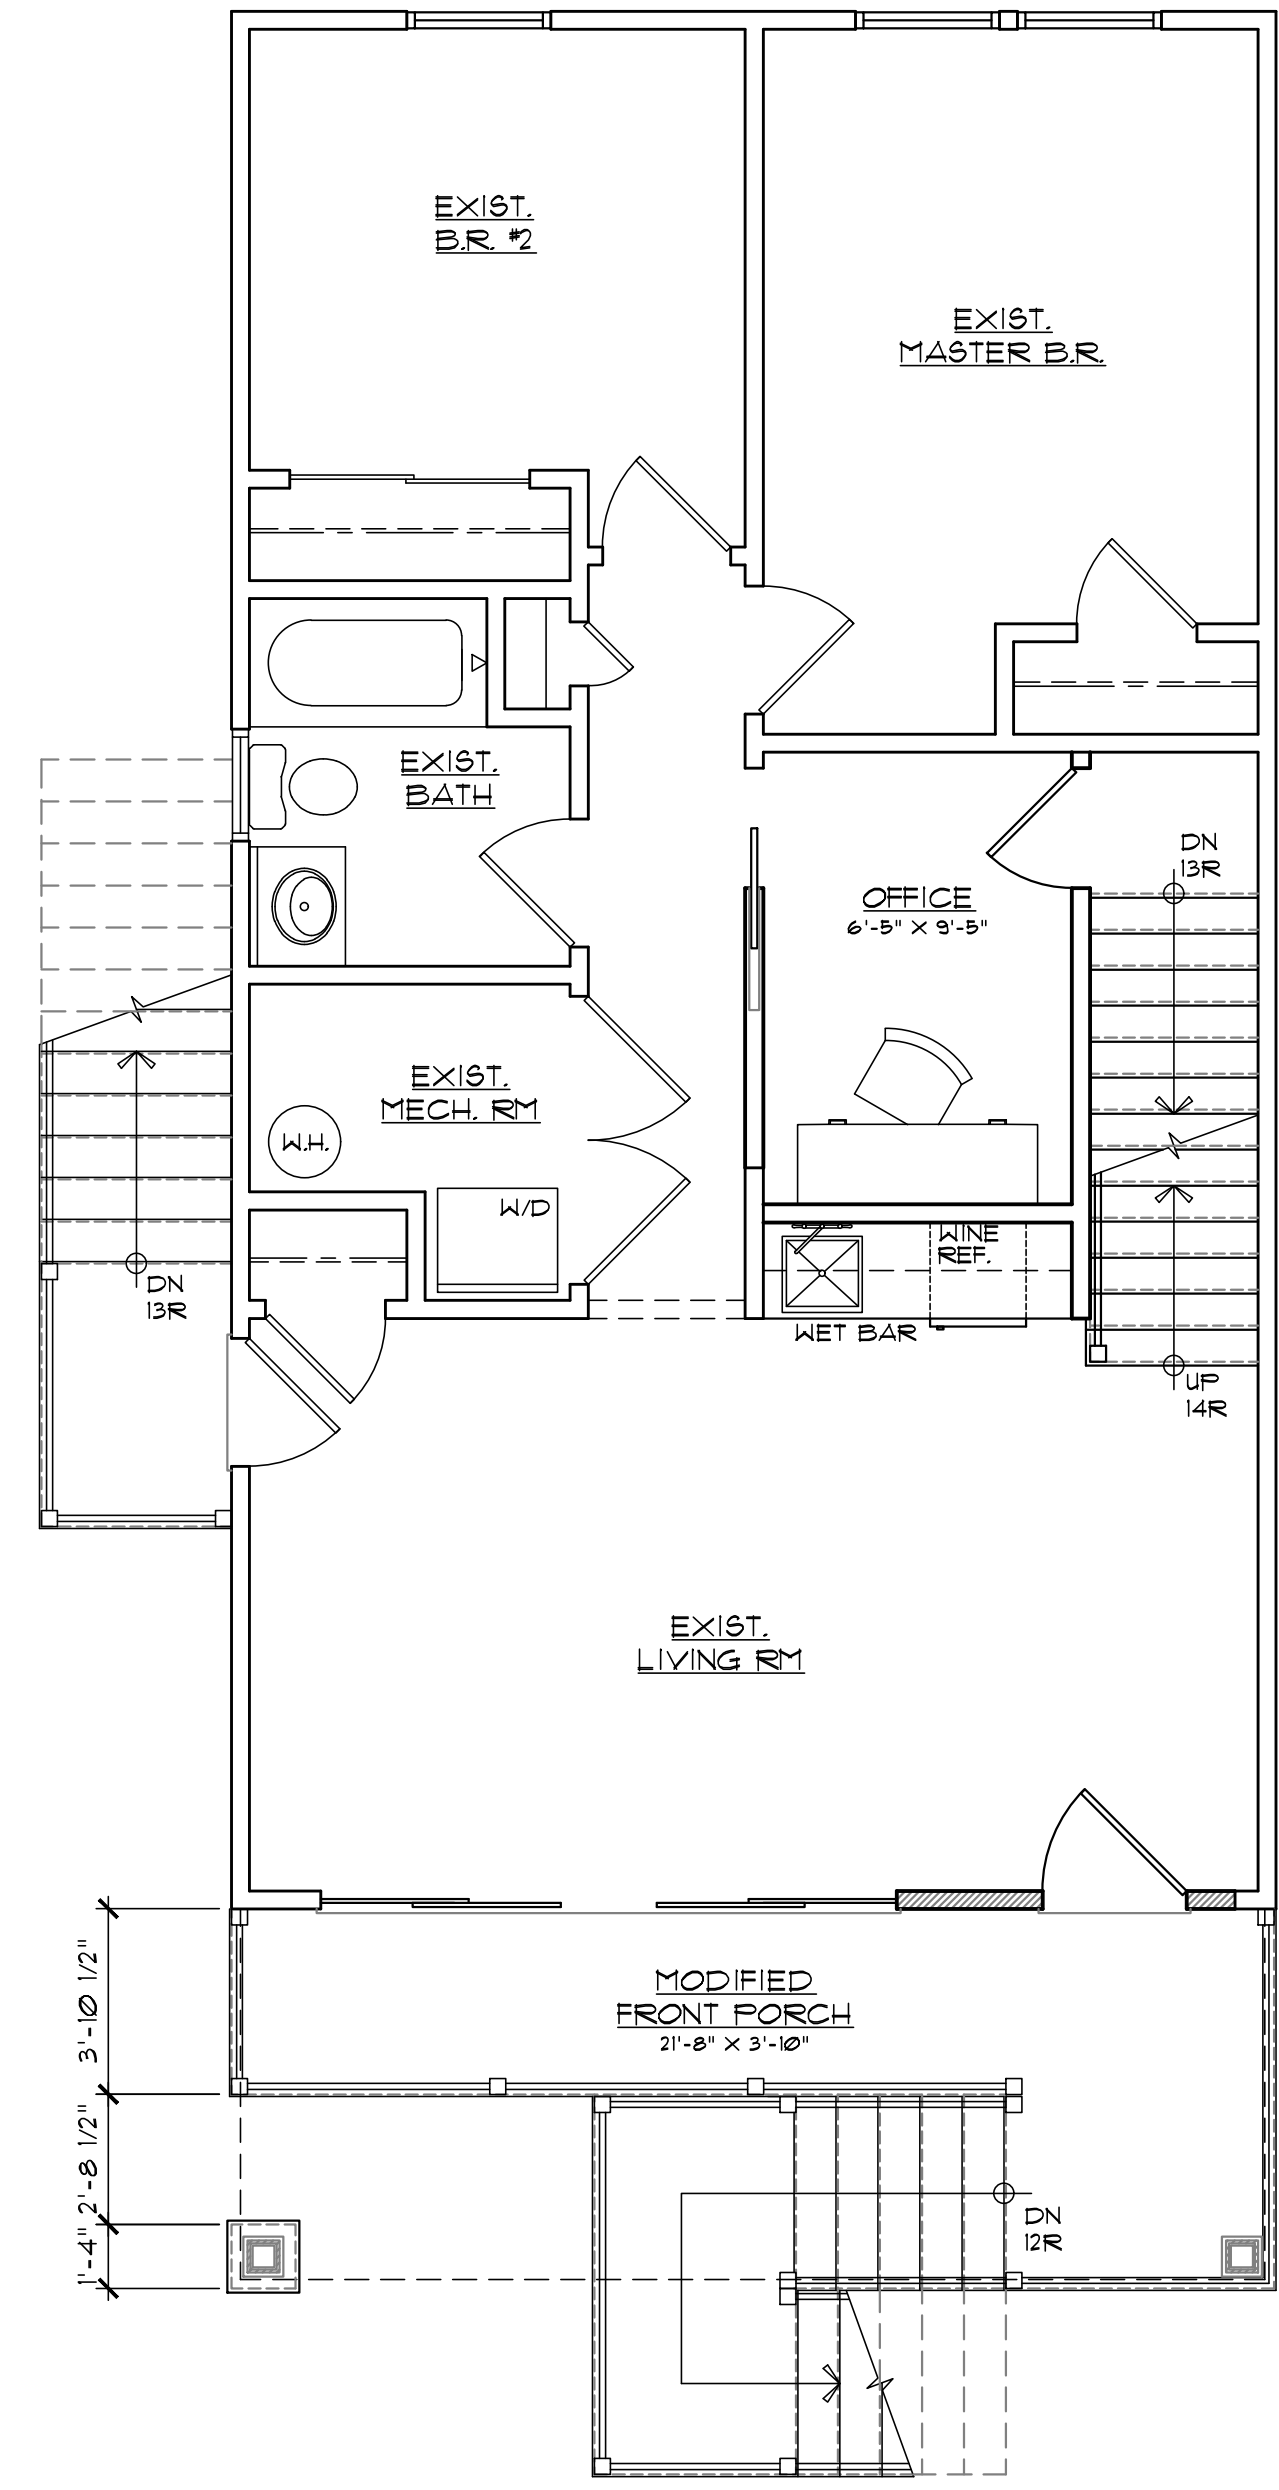 EXIST.
B.R. #2
EXIST.
MASTER B.R.
EXIST.
BATH
DN
13R
OFFICE
6'-5" X 9'-5"
EXIST.
MECH. RM
W.H.
W/D
WINE
REF.
DN
13R
WET BAR
UP
14R
EXIST.
LIVING RM
3'-10 1/2"
MODIFIED
FRONT PORCH
21'-8" X 3'-10"
2'-8 1/2"
1'-4"
DN
12R